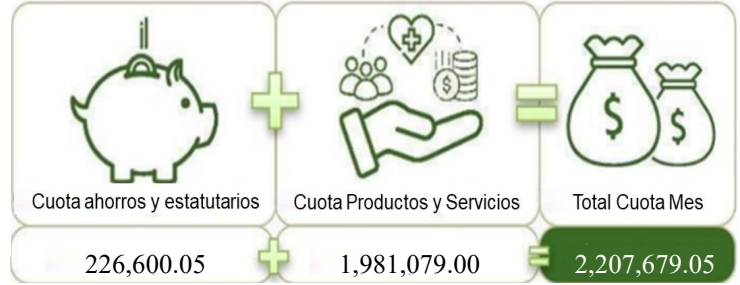 Cuota ahorros y estatutarios
Cuota Productos y Servicios
Total Cuota Mes
226,600.05
1,981,079.00
2,207,679.05